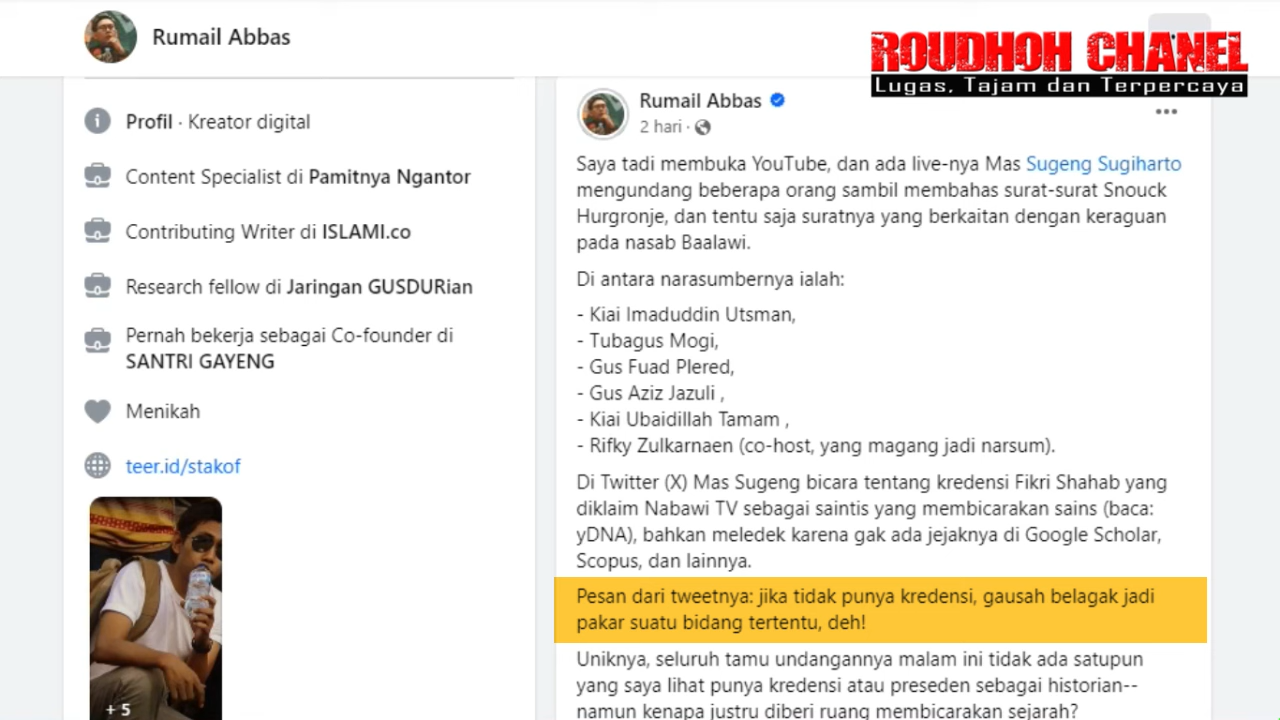 Rumail Abbas
ROUDHOH CHANEL
Lugas, Tajam dan Terpercaya
Profil · Kreator digital
Content Specialist di Pamitnya Ngantor
Contributing Writer di ISLAMI.co
Research fellow di Jaringan GUSDURian
Pernah bekerja sebagai Co-founder di
SANTRI GAYENG
Menikah
teer.id/stakof
+ 5
Rumail Abbas
2 hari ·
Saya tadi membuka YouTube, dan ada live-nya Mas Sugeng Sugiharto
mengundang beberapa orang sambil membahas surat-surat Snouck
Hurgronje, dan tentu saja suratnya yang berkaitan dengan keraguan
pada nasab Baalawi.
Di antara narasumbernya ialah:
- Kiai Imaduddin Utsman,
- Tubagus Mogi,
- Gus Fuad Plered,
- Gus Aziz Jazuli ,
- Kiai Ubaidillah Tamam ,
- Rifky Zulkarnaen (co-host, yang magang jadi narsum).
Di Twitter (X) Mas Sugeng bicara tentang kredensi Fikri Shahab yang
diklaim Nabawi TV sebagai saintis yang membicarakan sains (baca:
yDNA), bahkan meledek karena gak ada jejaknya di Google Scholar,
Scopus, dan lainnya.
Pesan dari tweetnya: jika tidak punya kredensi, gausah belagak jadi
pakar suatu bidang tertentu, deh!
Uniknya, seluruh tamu undangannya malam ini tidak ada satupun
yang saya lihat punya kredensi atau preseden sebagai historian--
namun kenapa justru diberi ruang membicarakan sejarah?